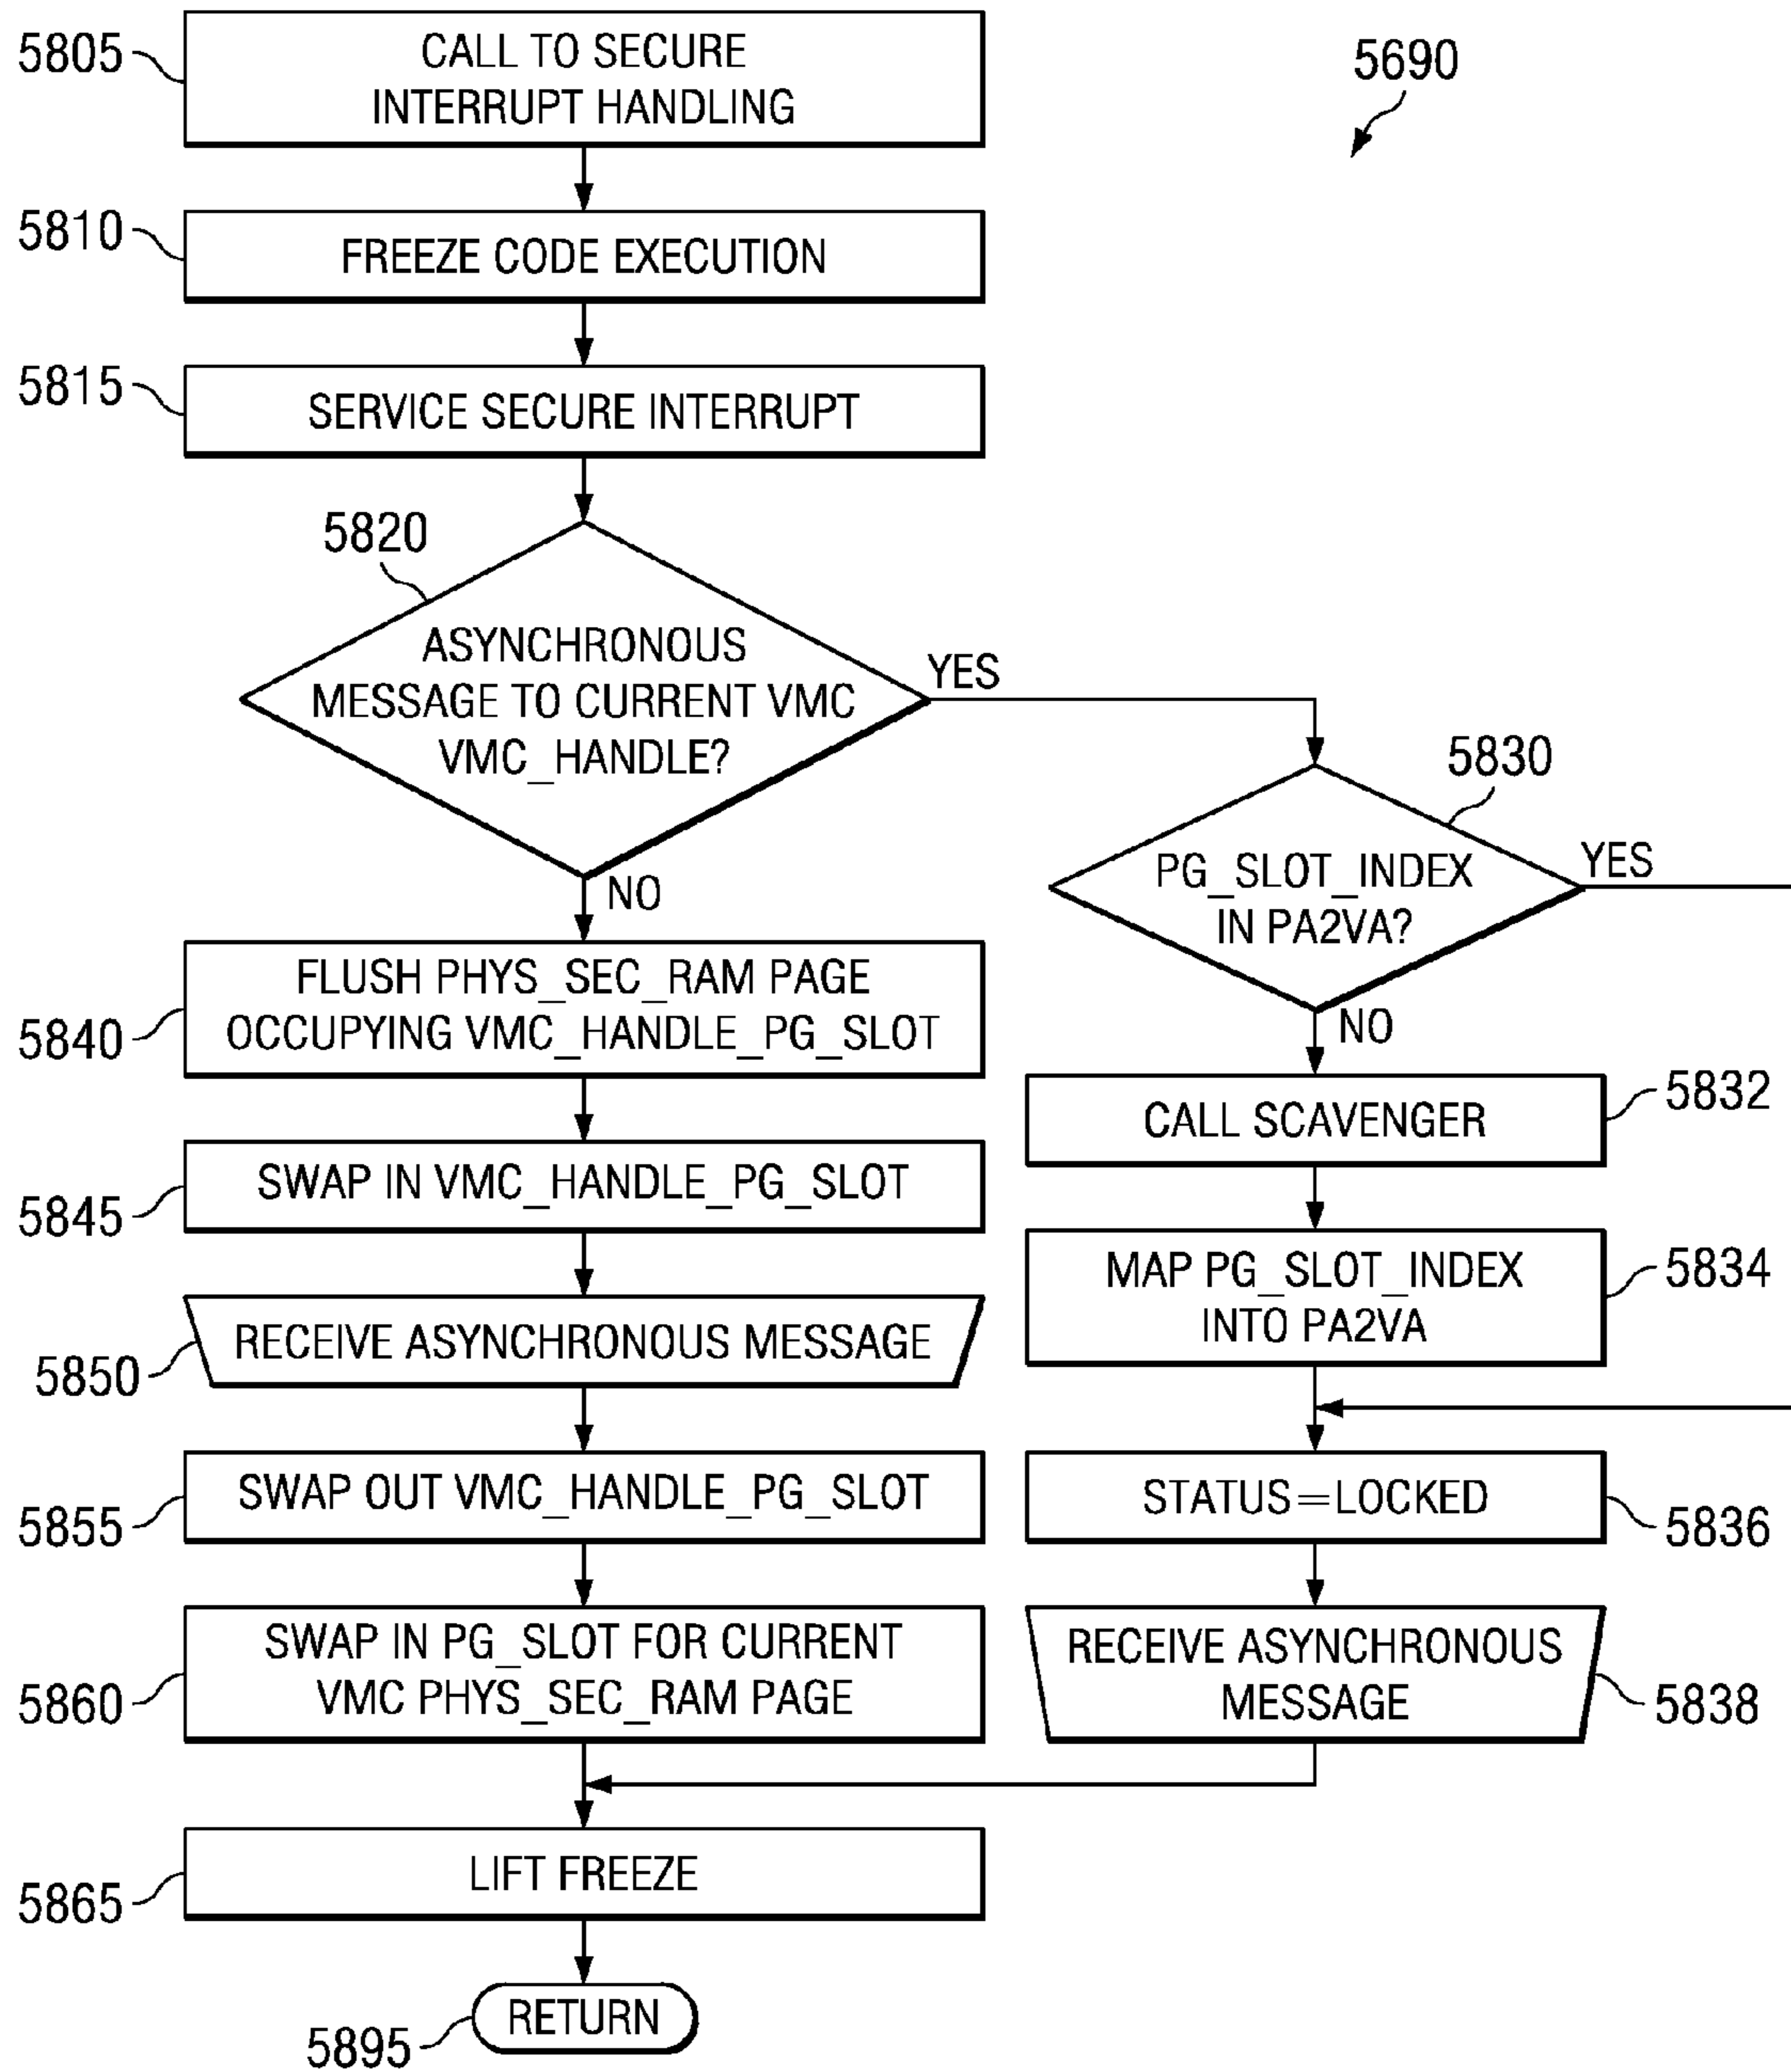 5805
CALL TO SECURE
INTERRUPT HANDLING
5690
5810
FREEZE CODE EXECUTION
5815
SERVICE SECURE INTERRUPT
5820
ASYNCHRONOUS
MESSAGE TO CURRENT VMC
VMC_HANDLE?
YES
NO
5830
PG_SLOT_INDEX
IN PA2VA?
YES
NO
5840
FLUSH PHYS_SEC_RAM PAGE
OCCUPYING VMC_HANDLE_PG_SLOT
5832
CALL SCAVENGER
5845
SWAP IN VMC_HANDLE_PG_SLOT
5834
MAP PG_SLOT_INDEX
INTO PA2VA
5850
RECEIVE ASYNCHRONOUS MESSAGE
5855
SWAP OUT VMC_HANDLE_PG_SLOT
STATUS=LOCKED
5836
5860
SWAP IN PG_SLOT FOR CURRENT
VMC PHYS_SEC_RAM PAGE
RECEIVE ASYNCHRONOUS
MESSAGE
5838
5865
LIFT FREEZE
RETURN
5895